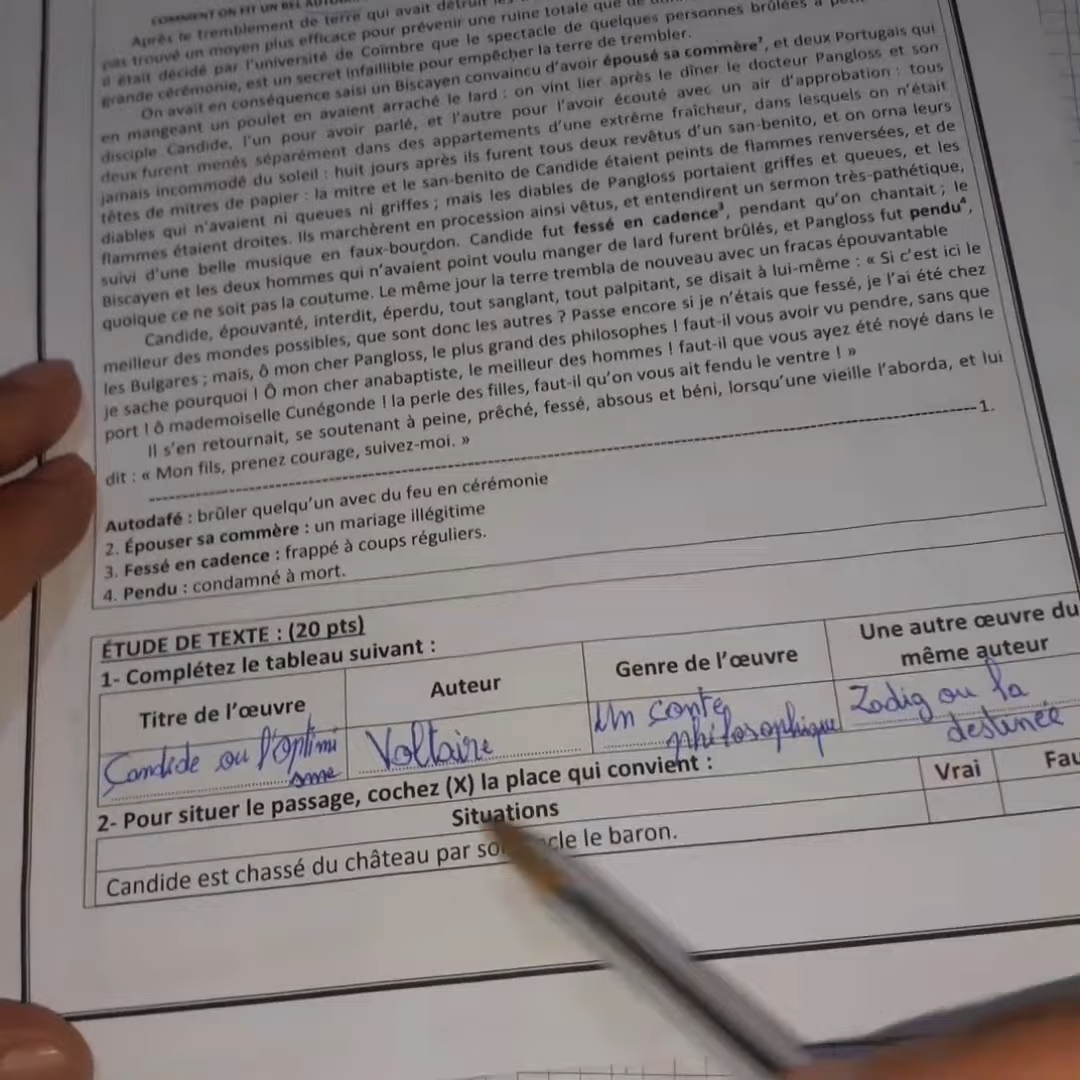 COMMENT ON FIT UN BEL
Après le tremblement de terre qui avait détruit les
pas trouvé un moyen plus efficace pour prévenir une ruine totale que de
il était décidé par l'université de Coïmbre que le spectacle de quelques personnes brûlées à
grande cérémonie, est un secret infaillible pour empêcher la terre de trembler.
On avait en conséquence saisi un Biscayen convaincu d'avoir épousé sa commère², et deux Portugais qui
en mangeant un poulet en avaient arraché le lard : on vint lier après le dîner le docteur Pangloss et son
disciple Candide, l'un pour avoir parlé, et l'autre pour l'avoir écouté avec un air d'approbation : tous
deux furent menés séparément dans des appartements d'une extrême fraîcheur, dans lesquels on n'était
jamais incommodé du soleil : huit jours après ils furent tous deux revêtus d'un san-benito, et on orna leurs
têtes de mitres de papier : la mitre et le san-benito de Candide étaient peints de flammes renversées, et de
diables qui n'avaient ni queues ni griffes ; mais les diables de Pangloss portaient griffes et queues, et les
flammes étaient droites. Ils marchèrent en procession ainsi vêtus, et entendirent un sermon très-pathétique,
suivi d'une belle musique en faux-bourdon. Candide fut fessé en cadence³, pendant qu'on chantait ; le
Biscayen et les deux hommes qui n'avaient point voulu manger de lard furent brûlés, et Pangloss fut pendu⁴,
quoique ce ne soit pas la coutume. Le même jour la terre trembla de nouveau avec un fracas épouvantable
Candide, épouvanté, interdit, éperdu, tout sanglant, tout palpitant, se disait à lui-même : « Si c'est ici le
meilleur des mondes possibles, que sont donc les autres ? Passe encore si je n'étais que fessé, je l'ai été chez
les Bulgares ; mais, ô mon cher Pangloss, le plus grand des philosophes ! faut-il vous avoir vu pendre, sans que
je sache pourquoi ! Ô mon cher anabaptiste, le meilleur des hommes ! faut-il que vous ayez été noyé dans le
port ! ô mademoiselle Cunégonde ! la perle des filles, faut-il qu'on vous ait fendu le ventre ! »
Il s'en retournait, se soutenant à peine, prêché, fessé, absous et béni, lorsqu'une vieille l'aborda, et lui
dit : « Mon fils, prenez courage, suivez-moi. »
1.
Autodafé : brûler quelqu'un avec du feu en cérémonie
2. Épouser sa commère : un mariage illégitime
3. Fessé en cadence : frappé à coups réguliers.
4. Pendu : condamné à mort.
ÉTUDE DE TEXTE : (20 pts)
1- Complétez le tableau suivant :
Titre de l'œuvre
Auteur
Genre de l'œuvre
Une autre œuvre du
même auteur
Candide ou l'Optimi
sme
Voltaire
Un conte
philosophique
Zadig ou la
destinée
2- Pour situer le passage, cochez (X) la place qui convient :
Situations
Vrai
Candide est chassé du château par le baron.